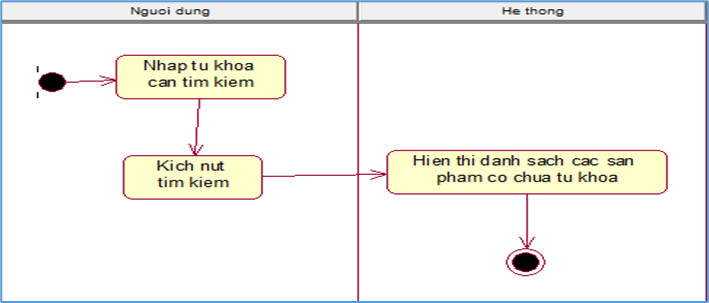 Nguoi dung
He thong
Nhap tu khoa
can tim kiem
Kich nut
tim kiem
Hien thi danh sach cac san
pham co chua tu khoa